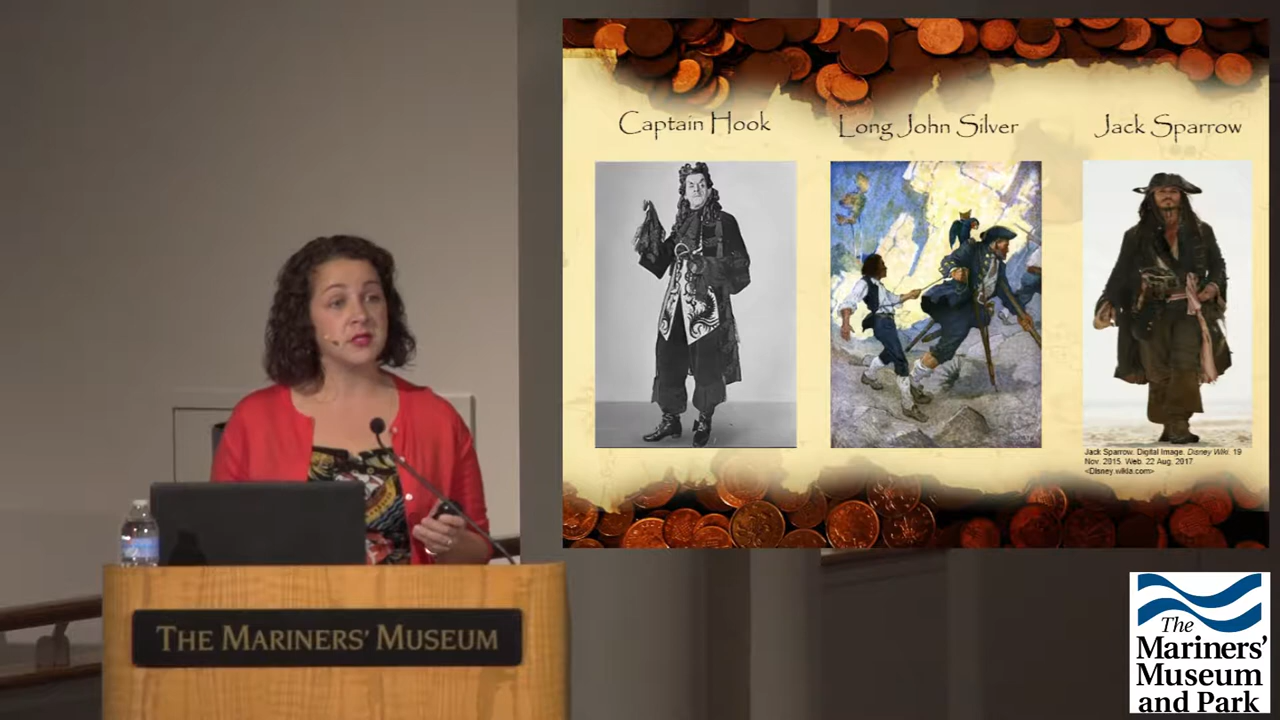 Captain Hook
Long John Silver
Jack Sparrow
Jack Sparrow. Digital Image. Disney Wiki. 19
Nov. 2015. Web. 22 Aug. 2017
<Disney.wikia.com>
THE MARINERS' MUSEUM
The
Mariners'
Museum
and Park